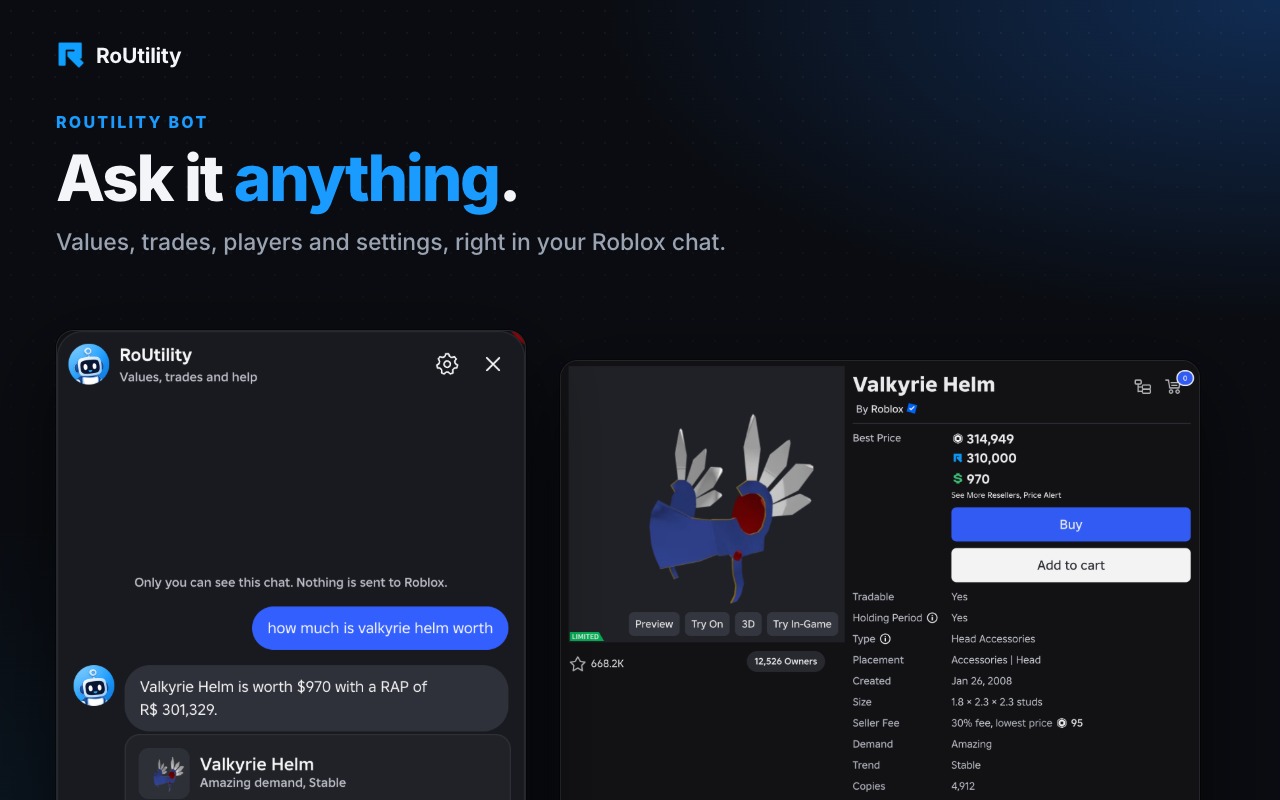 RoUtility
ROUTILITY BOT
Ask it anything.
Values, trades, players and settings, right in your Roblox chat.
RoUtility
Values, trades and help
Only you can see this chat. Nothing is sent to Roblox.
how much is valkyrie helm worth
Valkyrie Helm is worth $970 with a RAP of
R$ 301,329.
Valkyrie Helm
Amazing demand, Stable
LIMITED
Preview Try On 3D Try In-Game
668.2K 12,526 Owners
Valkyrie Helm
0
By Roblox
Best Price 314,949
310,000
$ 970
See More Resellers, Price Alert
Buy
Add to cart
Tradable Yes
Holding Period Yes
Type Head Accessories
Placement Accessories | Head
Created Jan 26, 2008
Size 1.8 × 2.3 × 2.3 studs
Seller Fee 30% fee, lowest price 95
Demand Amazing
Trend Stable
Copies 4,912